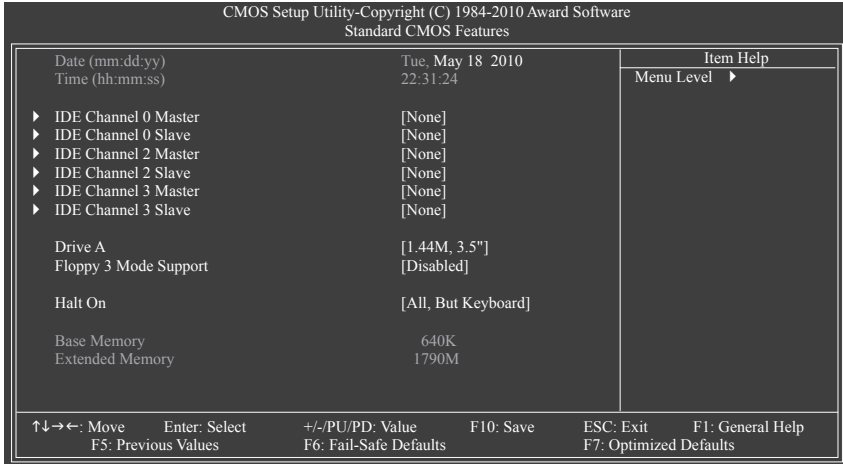 CMOS Setup Utility-Copyright (C) 1984-2010 Award Software
Standard CMOS Features
Date (mm:dd:yy) Tue, May 18 2010
Time (hh:mm:ss) 22:31:24
IDE Channel 0 Master [None]
IDE Channel 0 Slave [None]
IDE Channel 2 Master [None]
IDE Channel 2 Slave [None]
IDE Channel 3 Master [None]
IDE Channel 3 Slave [None]
Drive A [1.44M, 3.5"]
Floppy 3 Mode Support [Disabled]
Halt On [All, But Keyboard]
Base Memory 640K
Extended Memory 1790M
Item Help
Menu Level
↑↓→←: Move Enter: Select +/-/PU/PD: Value F10: Save ESC: Exit F1: General Help
F5: Previous Values F6: Fail-Safe Defaults F7: Optimized Defaults